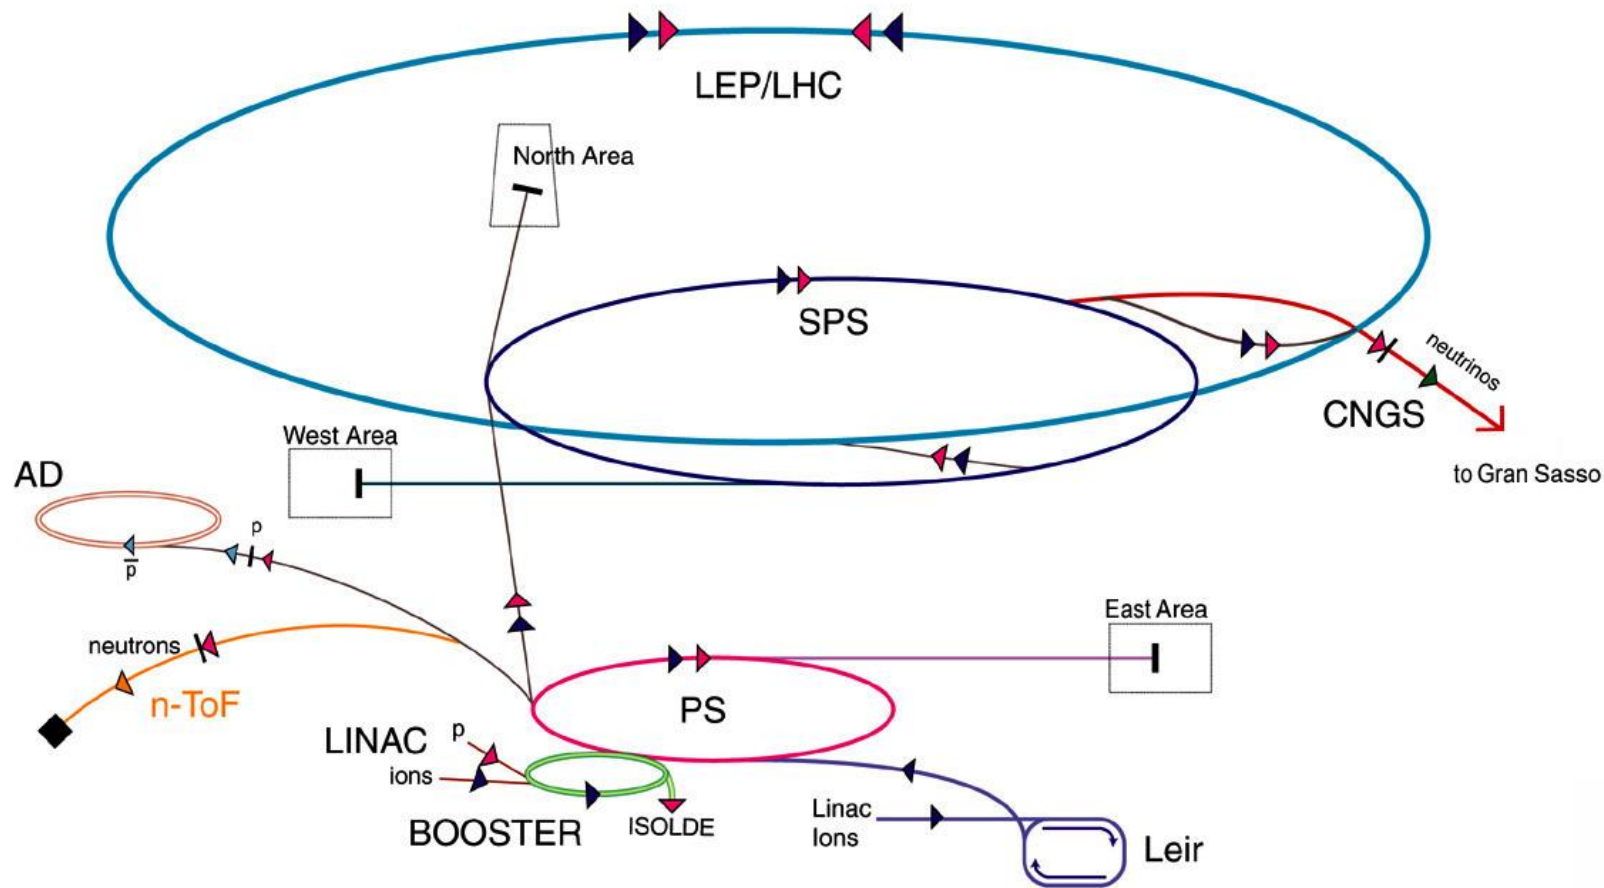 LEP/LHC
North Area
SPS
neutrinos
CNGS
West Area
to Gran Sasso
AD
p
p̅
East Area
neutrons
n-ToF
PS
LINAC
p
ions
Linac
Ions
BOOSTER
ISOLDE
Leir